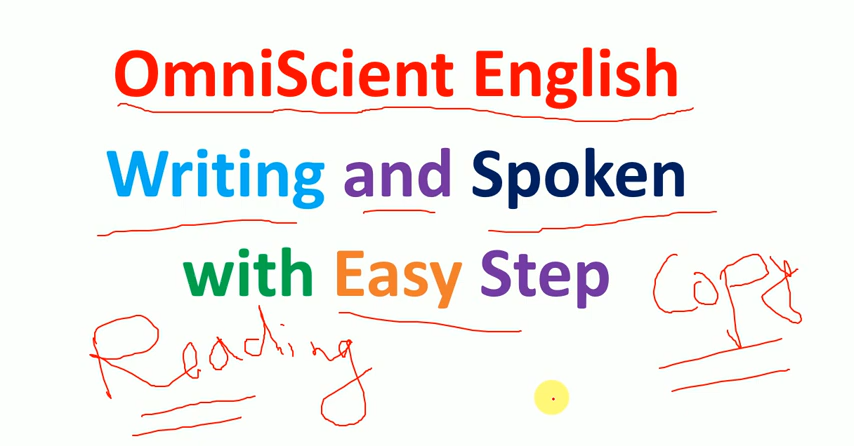 OmniScient English
Writing and Spoken
with Easy Step
Copy
Reading